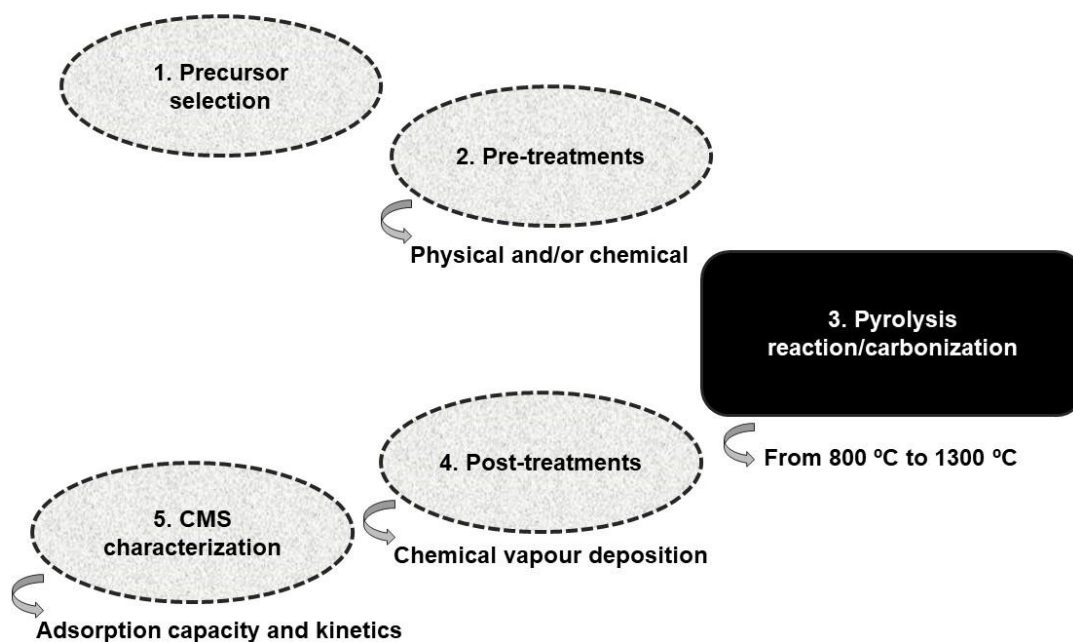 1. Precursor
selection
2. Pre-treatments
Physical and/or chemical
3. Pyrolysis
reaction/carbonization
From 800 ºC to 1300 ºC
4. Post-treatments
Chemical vapour deposition
5. CMS
characterization
Adsorption capacity and kinetics